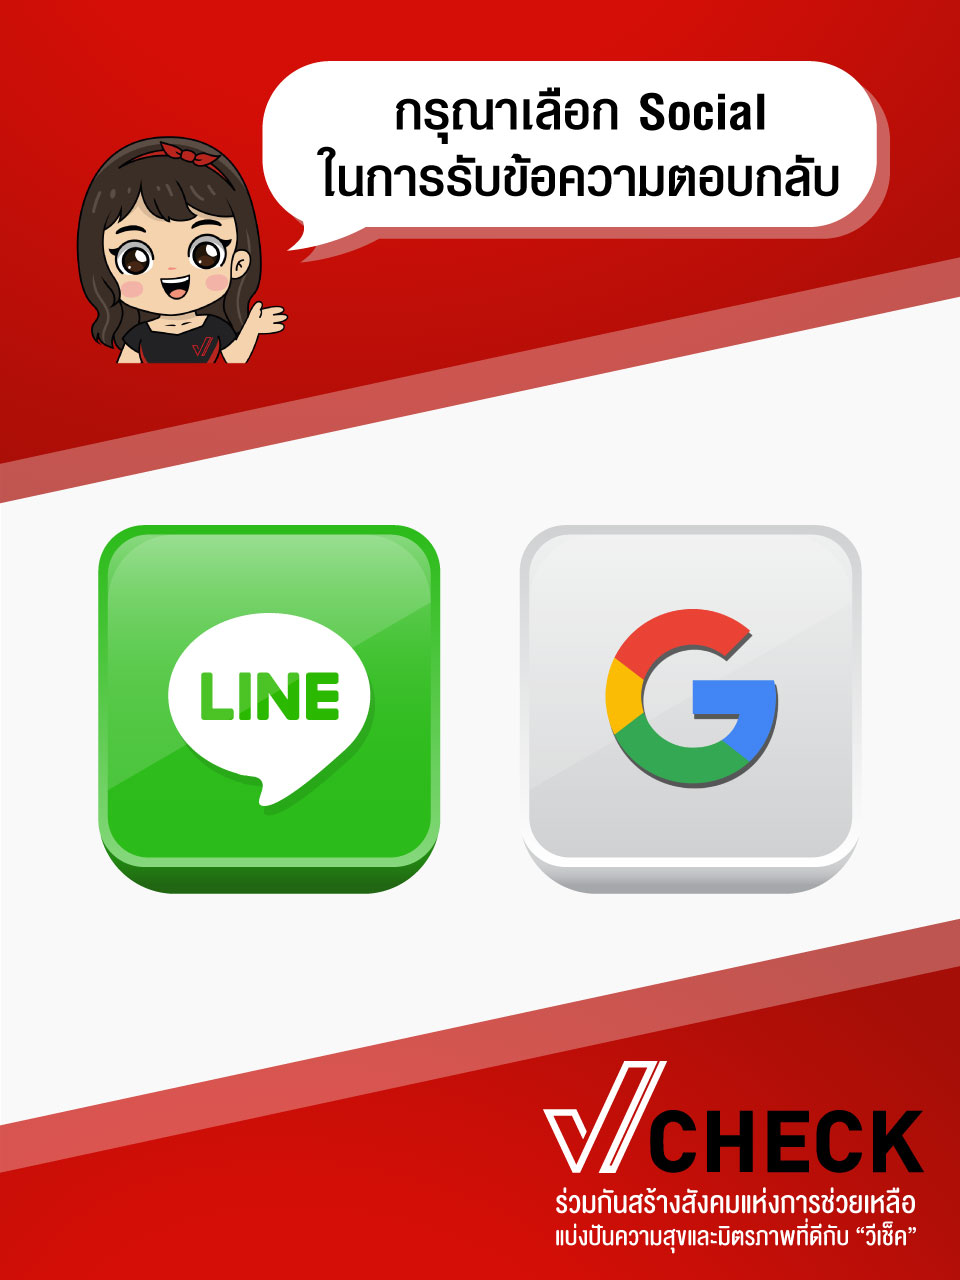 กรุณาเลือก Social
ในการรับข้อความตอบกลับ
LINE
G
VCHECK
ร่วมกันสร้างสังคมแห่งการช่วยเหลือ
แบ่งปันความสุขและมิตรภาพที่ดีกับ “วีเช็ค”